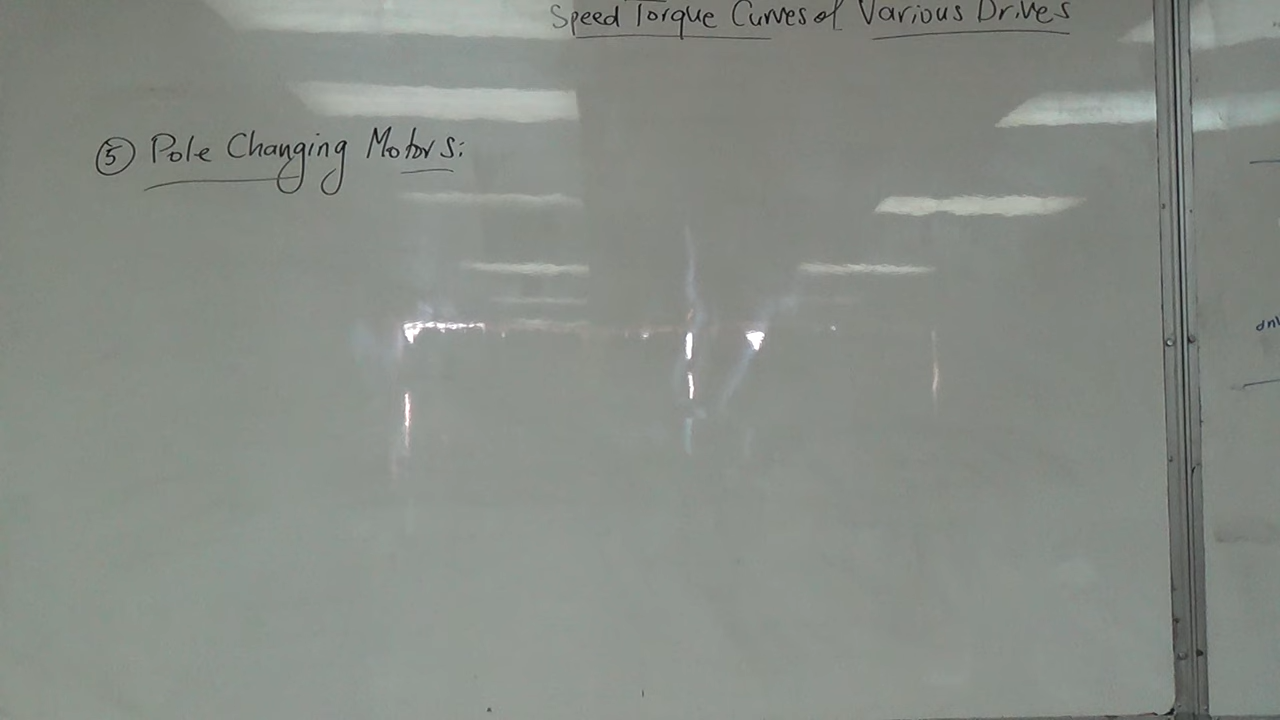 Speed Torque Curves of Various Drives
⑤ Pole Changing Motors: